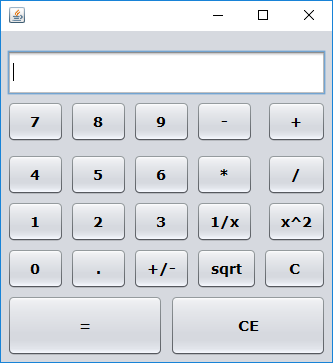 7 8 9 - +
4 5 6 * /
1 2 3 1/x x^2
0 . +/- sqrt C
= CE